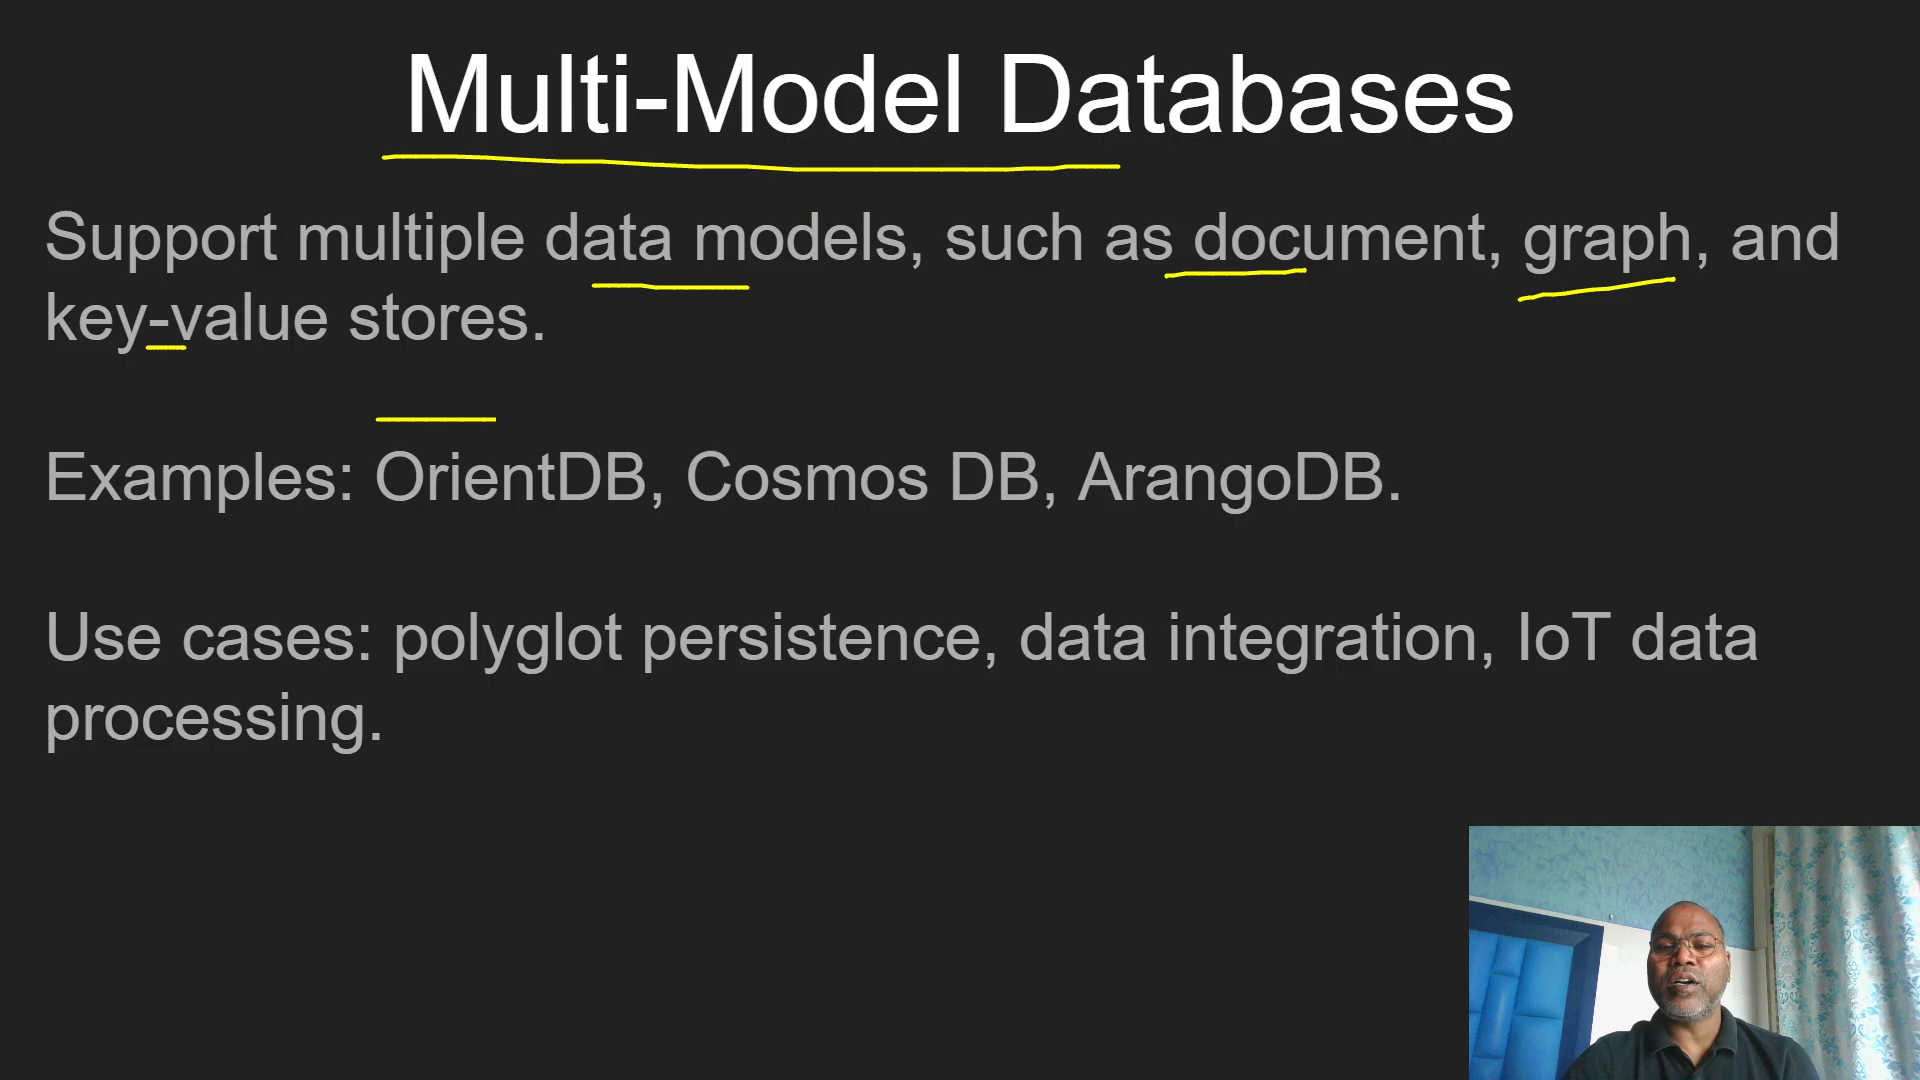 Multi-Model Databases
Support multiple data models, such as document, graph, and
key-value stores.
Examples: OrientDB, Cosmos DB, ArangoDB.
Use cases: polyglot persistence, data integration, IoT data
processing.